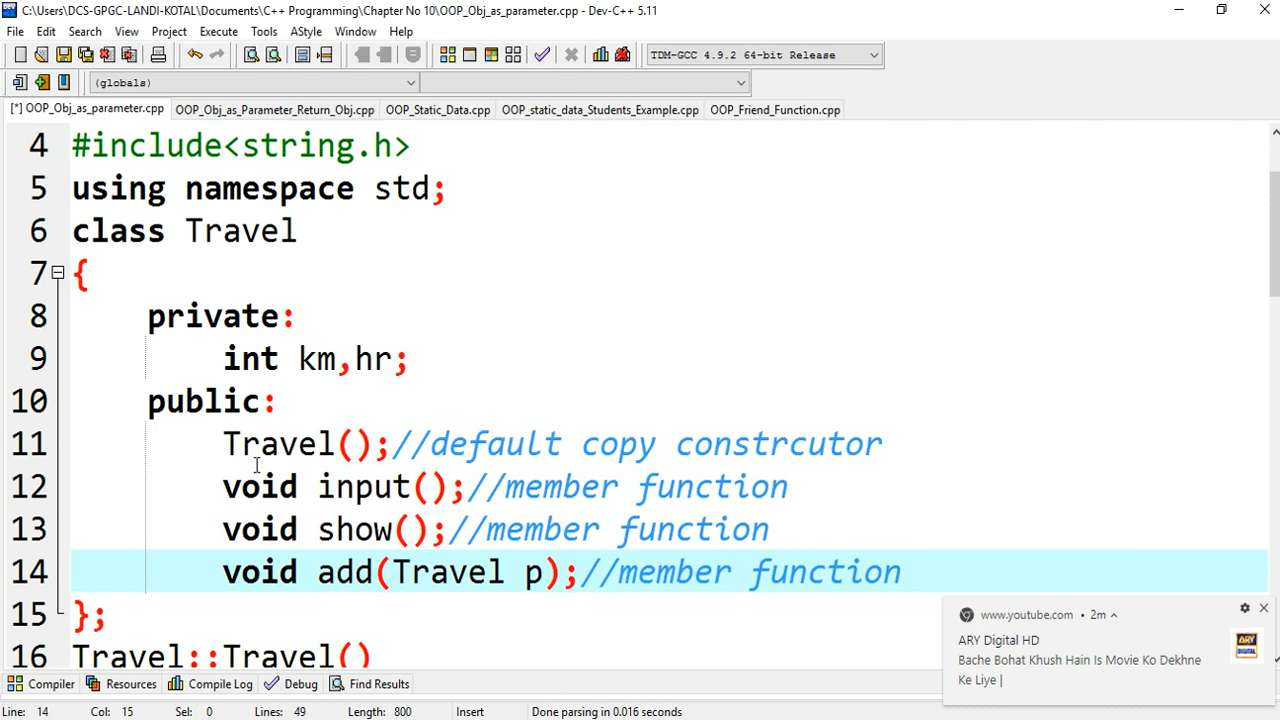 C:\Users\DCS-GPGC-LANDI-KOTAL\Documents\C++ Programming\Chapter No 10\OOP_Obj_as_parameter.cpp - Dev-C++ 5.11
File Edit Search View Project Execute Tools AStyle Window Help
TDM-GCC 4.9.2 64-bit Release
(globals)
[*] OOP_Obj_as_parameter.cpp OOP_Obj_as_Parameter_Return_Obj.cpp OOP_Static_Data.cpp OOP_static_data_Students_Example.cpp OOP_Friend_Function.cpp
4 #include<string.h>
5 using namespace std;
6 class Travel
7 {
8 private:
9 int km,hr;
10 public:
11 Travel();//default copy constrcutor
12 void input();//member function
13 void show();//member function
14 void add(Travel p);//member function
15 };
16 Travel::Travel()
www.youtube.com • 2m
ARY Digital HD
Bache Bohat Khush Hain Is Movie Ko Dekhne
Ke Liye |
ARY
DIGITAL
Compiler Resources Compile Log Debug Find Results
Line: 14 Col: 15 Sel: 0 Lines: 49 Length: 800 Insert Done parsing in 0.016 seconds